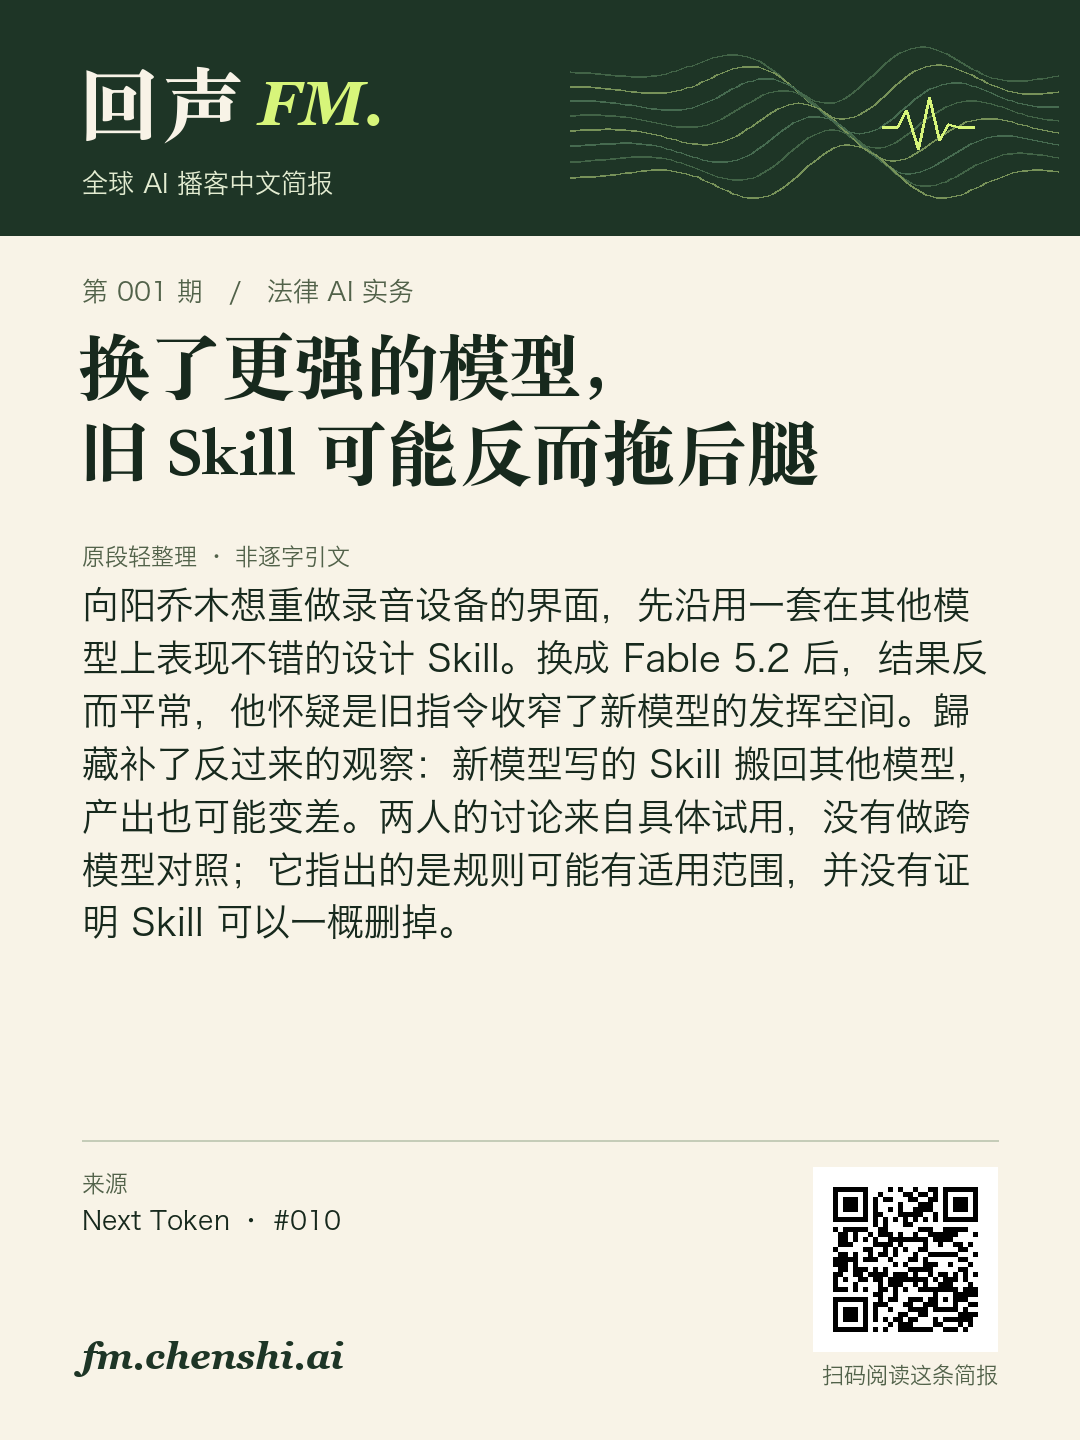 回声 FM.
全球 AI 播客中文简报
第 001 期 / 法律 AI 实务
换了更强的模型，
旧 Skill 可能反而拖后腿
原段轻整理 · 非逐字引文
向阳乔木想重做录音设备的界面，先沿用一套在其他模
型上表现不错的设计 Skill。换成 Fable 5.2 后，结果反
而平常，他怀疑是旧指令收窄了新模型的发挥空间。歸
藏补了反过来的观察：新模型写的 Skill 搬回其他模型，
产出也可能变差。两人的讨论来自具体试用，没有做跨
模型对照；它指出的是规则可能有适用范围，并没有证
明 Skill 可以一概删掉。
来源
Next Token · #010
fm.chenshi.ai
扫码阅读这条简报